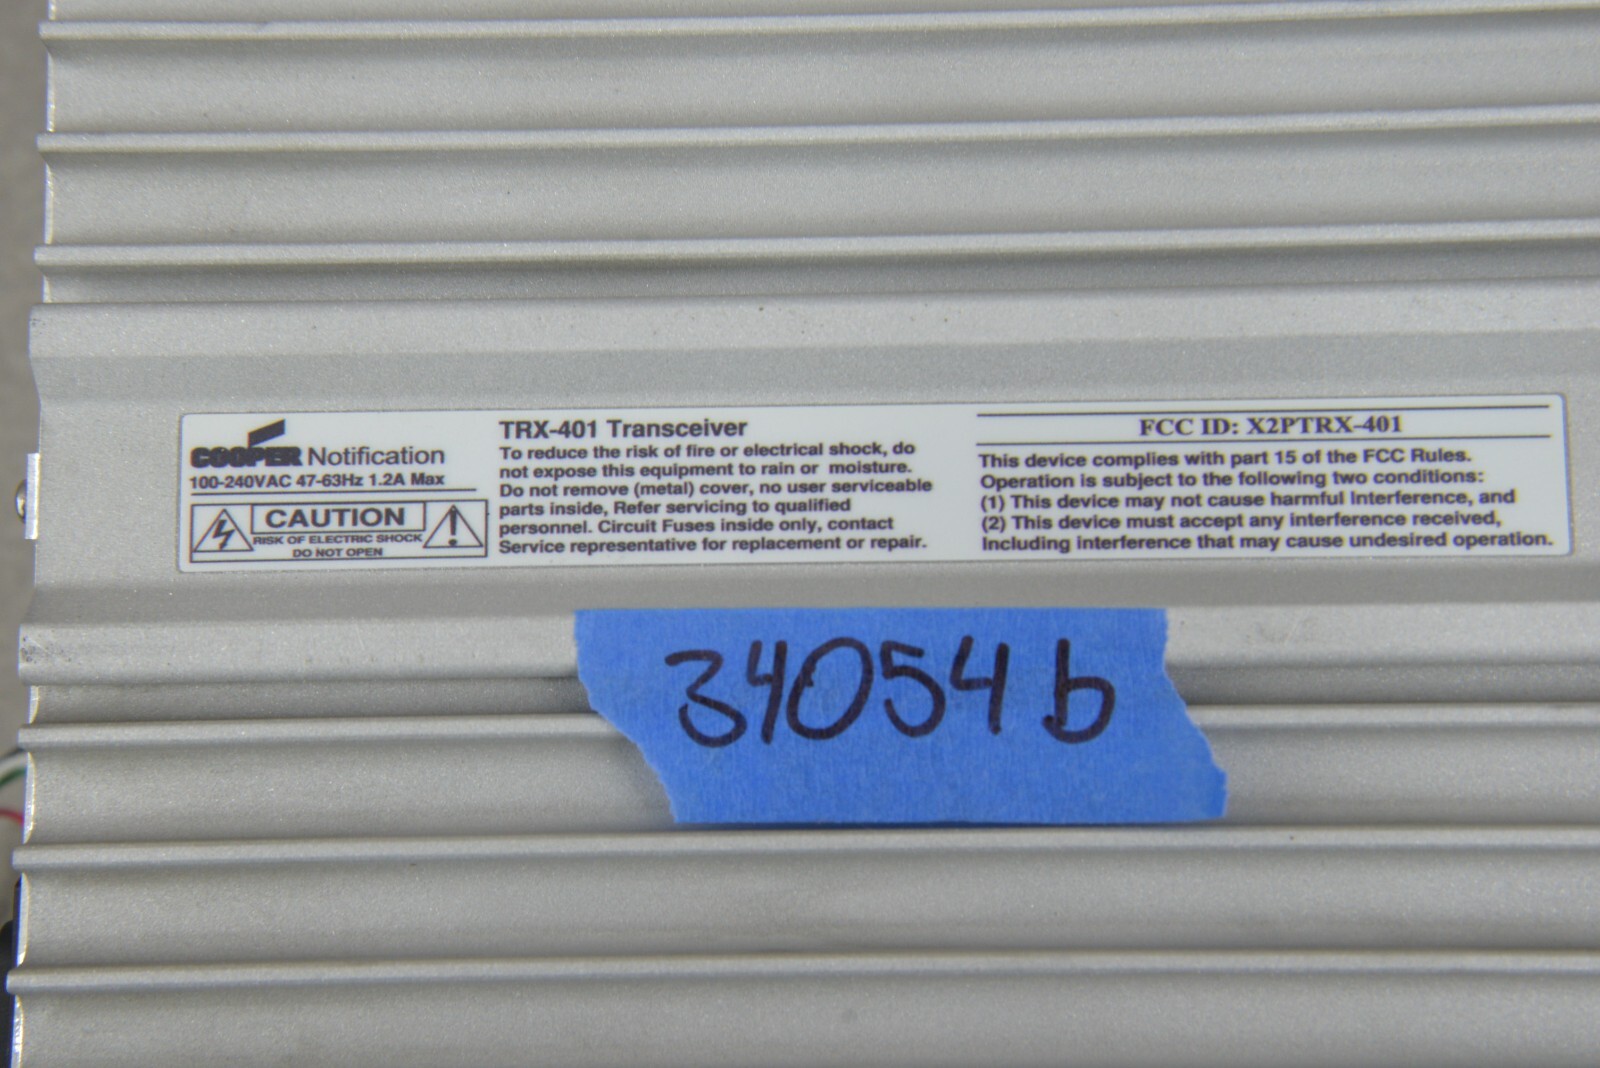 COOPER Notification
100-240VAC 47-63Hz 1.2A Max
CAUTION
RISK OF ELECTRIC SHOCK
DO NOT OPEN
TRX-401 Transceiver
To reduce the risk of fire or electrical shock, do
not expose this equipment to rain or moisture.
Do not remove (metal) cover, no user serviceable
parts inside, Refer servicing to qualified
personnel. Circuit Fuses inside only, contact
Service representative for replacement or repair.
FCC ID: X2PTRX-401
This device complies with part 15 of the FCC Rules.
Operation is subject to the following two conditions:
(1) This device may not cause harmful Interference, and
(2) This device must accept any interference received,
Including interference that may cause undesired operation.
34054b